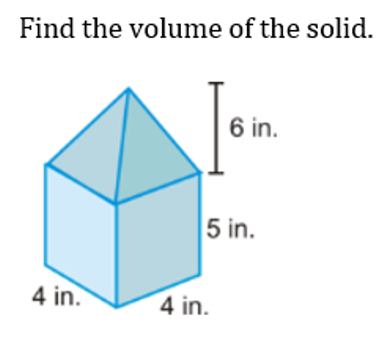 Find the volume of the solid.
6 in.
5 in.
4 in.
4 in.